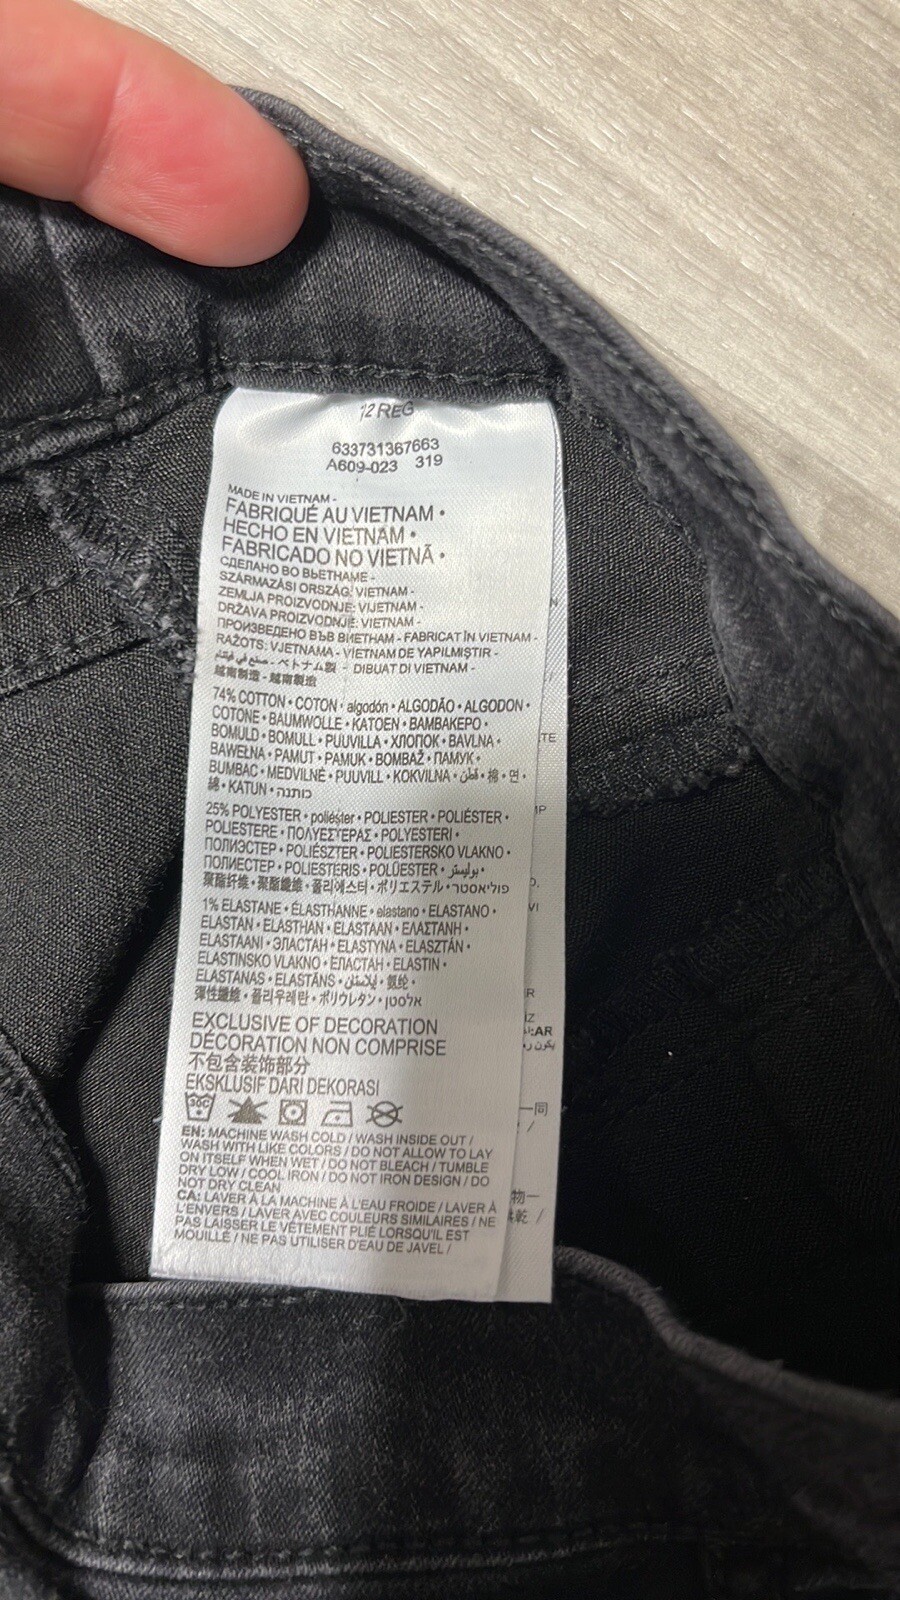 12 REG
633731367663
A609-023 319
MADE IN VIETNAM -
FABRIQUÉ AU VIETNAM •
HECHO EN VIETNAM •
FABRICADO NO VIETNÃ •
СДЕЛАНО ВО ВЬЕТНАМЕ -
SZÁRMAZÁSI ORSZÁG: VIETNAM -
ZEMLJA PROIZVODNJE: VIJETNAM -
DRŽAVA PROIZVODNJE: VIETNAM -
ПРОИЗВЕДЕНО ВЪВ ВИЕТНАМ - FABRICAT ÎN VIETNAM -
RAŽOTS: VJETNAMA - VIETNAM DE YAPILMIŞTIR -
صنع في فيتنام - ベトナム製 - DIBUAT DI VIETNAM -
越南制造 - 越南製造
74% COTTON • COTON • algodón • ALGODÃO • ALGODON •
COTONE • BAUMWOLLE • KATOEN • BAMBAKEPO •
BOMULD • BOMULL • PUUVILLA • ХЛОПОК • BAVLNA •
BAWEŁNA • PAMUT • PAMUK • BOMBAŽ • ПАМУК •
BUMBAC • MEDVILNĖ • PUUVILL • KOKVILNA • قطن • 棉 • 면 •
綿 • KATUN • כותנה
25% POLYESTER • poliéster • POLIESTER • POLIÉSTER •
POLIESTERE • ΠΟΛΥΕΣΤΕΡΑΣ • POLYESTERI •
ПОЛИЭСТЕР • POLIÉSZTER • POLIESTERSKO VLAKNO •
ПОЛИЕСТЕР • POLIESTERIS • POLÜESTER • بوليستر •
聚酯纤维 • 聚酯纖維 • 폴리에스터 • ポリエステル • פוליאסטר
1% ELASTANE • ÉLASTHANNE • elastano • ELASTANO •
ELASTAN • ELASTHAN • ELASTAAN • ΕΛΑΣΤΑΝΗ •
ELASTAANI • ЭЛАСТАН • ELASTYNA • ELASZTÁN •
ELASTINSKO VLAKNO • ЕЛАСТАН • ELASTIN •
ELASTANAS • ELASTĀNS • إيلاستان • 氨纶 •
彈性纖維 • 폴리우레탄 • ポリウレタン • אלסטן
EXCLUSIVE OF DECORATION
DÉCORATION NON COMPRISE
不包含装饰部分
EKSKLUSIF DARI DEKORASI
30C
EN: MACHINE WASH COLD / WASH INSIDE OUT /
WASH WITH LIKE COLORS / DO NOT ALLOW TO LAY
ON ITSELF WHEN WET / DO NOT BLEACH / TUMBLE
DRY LOW / COOL IRON / DO NOT IRON DESIGN / DO
NOT DRY CLEAN
CA: LAVER À LA MACHINE À L'EAU FROIDE / LAVER À
L'ENVERS / LAVER AVEC COULEURS SIMILAIRES / NE
PAS LAISSER LE VÊTEMENT PLIÉ LORSQU'IL EST
MOUILLÉ / NE PAS UTILISER D'EAU DE JAVEL /